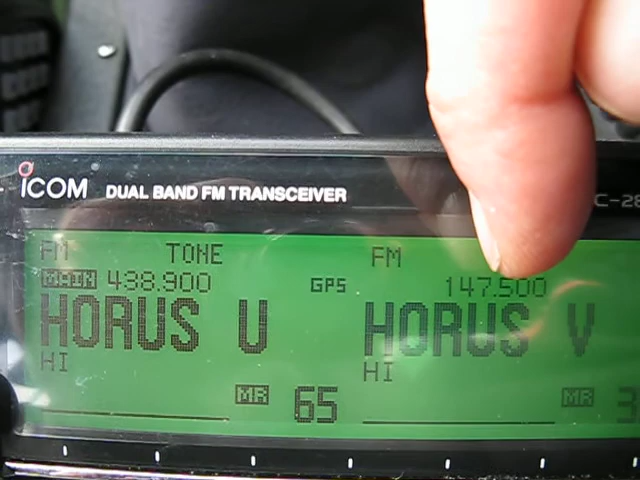 ICOM DUAL BAND FM TRANSCEIVER
FM TONE FM
MAIN 438.900 GPS 147.500
HORUS U HORUS V
HI HI
MR 65 MR